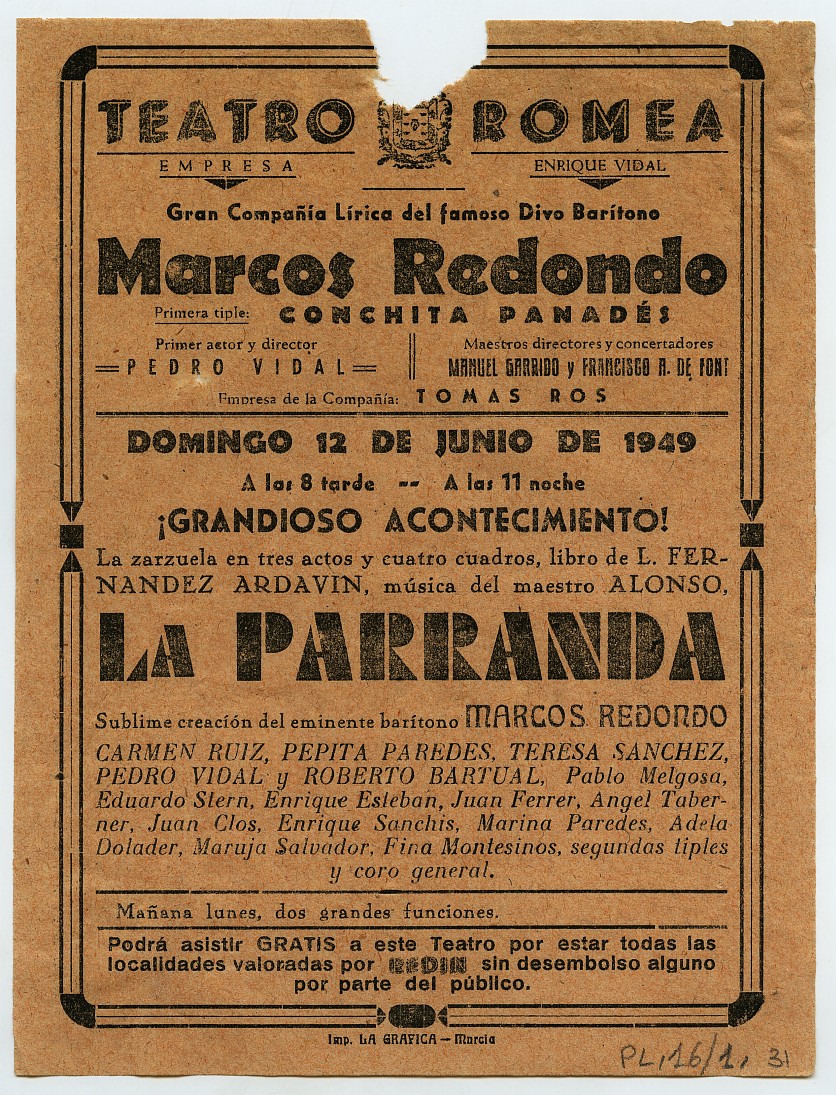 TEATRO ROMEA
EMPRESA ENRIQUE VIDAL
Gran Compañía Lírica del famoso Divo Barítono
Marcos Redondo
Primera tiple: CONCHITA PANADÉS
Primer actor y director
PEDRO VIDAL
Maestros directores y concertadores
MANUEL GARRIDO y FRANCISCO A. DE FONT
Empresa de la Compañía: TOMAS ROS
DOMINGO 12 DE JUNIO DE 1949
A las 8 tarde -- A las 11 noche
¡GRANDIOSO ACONTECIMIENTO!
La zarzuela en tres actos y cuatro cuadros, libro de L. FER-
NANDEZ ARDAVIN, música del maestro ALONSO,
LA PARRANDA
Sublime creación del eminente barítono MARCOS REDONDO
CARMEN RUIZ, PEPITA PAREDES, TERESA SANCHEZ,
PEDRO VIDAL y ROBERTO BARTUAL, Pablo Melgosa,
Eduardo Stern, Enrique Esteban, Juan Ferrer, Angel Taber-
ner, Juan Clos, Enrique Sanchis, Marina Paredes, Adela
Dolader, Maruja Salvador, Fina Montesinos, segundas tiples
y coro general.
Mañana lunes, dos grandes funciones.
Podrá asistir GRATIS a este Teatro por estar todas las
localidades valoradas por REDIN sin desembolso alguno
por parte del público.
Imp. LA GRAFICA — Murcia
PL, 16/1, 31